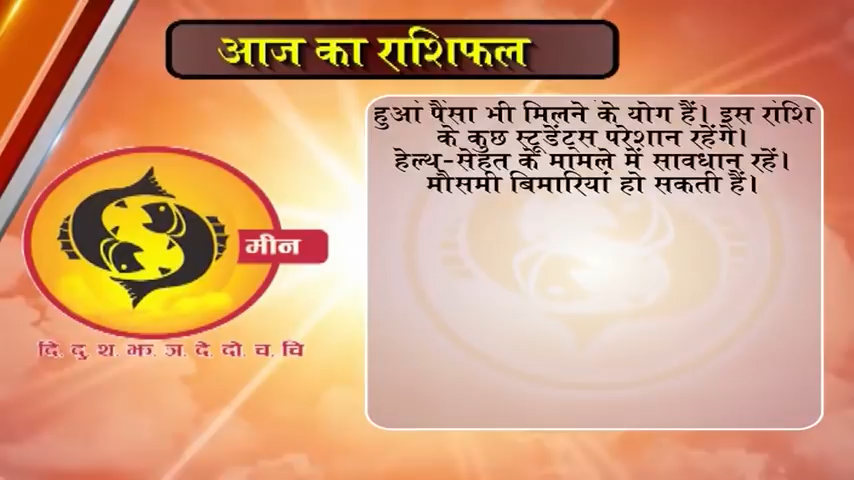 आज का राशिफल
हुआ पैसा भी मिलने के योग हैं। इस राशि
के कुछ स्टूडेंट्स परेशान रहेंगे।
हेल्थ-सेहत के मामले में सावधान रहें।
मौसमी बिमारियां हो सकती हैं।
मीन
दि. दु. श. झ. ञ. दे. दो. च. चि